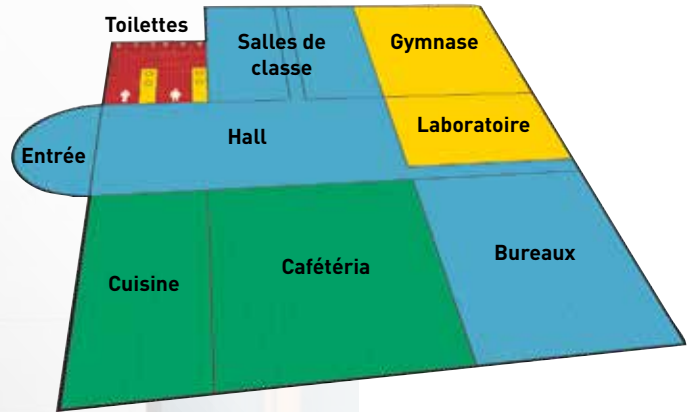 Toilettes
Salles de
classe
Gymnase
Laboratoire
Hall
Entrée
Cuisine
Cafétéria
Bureaux